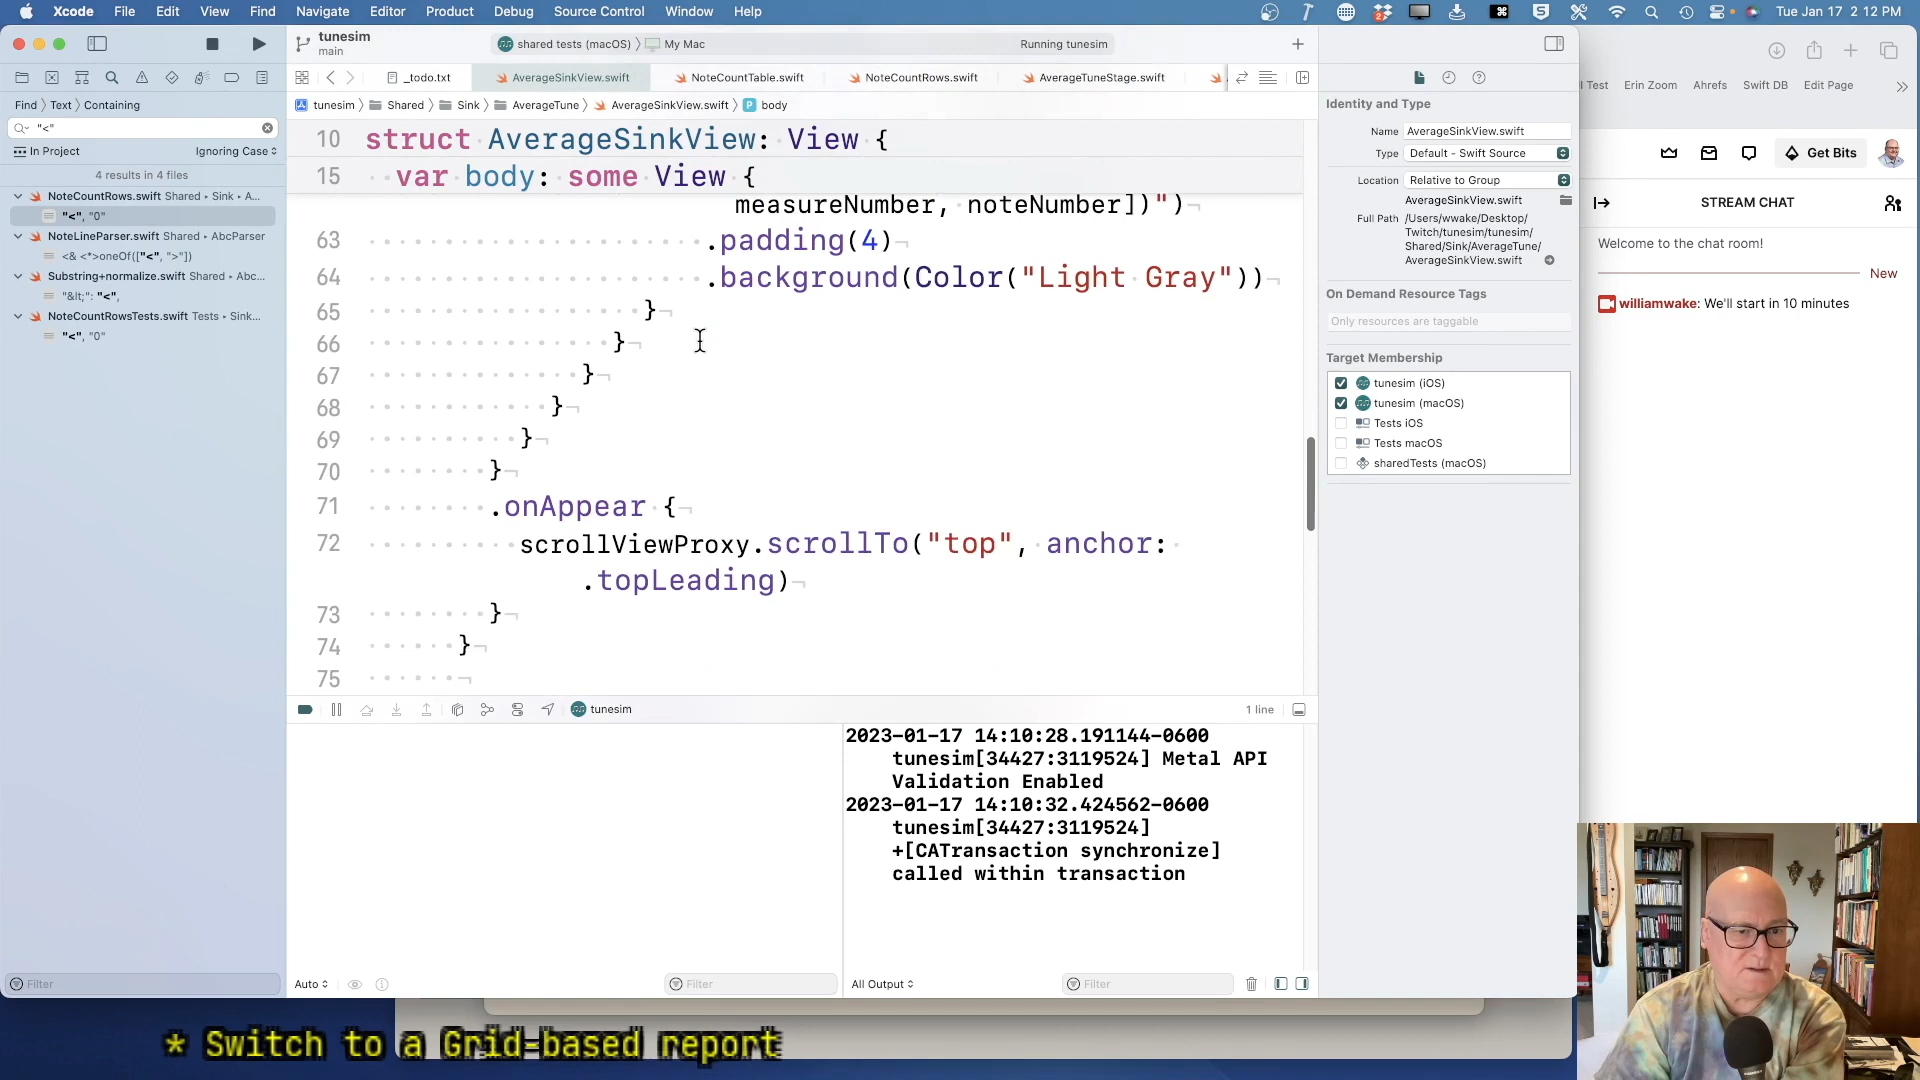 Xcode File Edit View Find Navigate Editor Product Debug Source Control Window Help
Tue Jan 17 2 12 PM
tunesim
main
shared tests (macOS) My Mac
Running tunesim
_todo.txt AverageSinkView.swift NoteCountTable.swift NoteCountRows.swift AverageTuneStage.swift
Find Text Containing
tunesim Shared Sink AverageTune AverageSinkView.swift body
"<"
In Project Ignoring Case
4 results in 4 files
NoteCountRows.swift Shared ▸ Sink ▸ A...
"<", "0"
NoteLineParser.swift Shared ▸ AbcParser
<& <*>oneOf(["<", ">"])
Substring+normalize.swift Shared ▸ Abc...
"&lt;": "<",
NoteCountRowsTests.swift Tests ▸ Sink...
"<", "0"
Filter
10 struct AverageSinkView: View {
15 var body: some View {
measureNumber, noteNumber])")
63 .padding(4)
64 .background(Color("Light Gray"))
65 }
66 }
67 }
68 }
69 }
70 }
71 .onAppear {
72 scrollViewProxy.scrollTo("top", anchor:
.topLeading)
73 }
74 }
75
tunesim
1 line
2023-01-17 14:10:28.191144-0600
tunesim[34427:3119524] Metal API
Validation Enabled
2023-01-17 14:10:32.424562-0600
tunesim[34427:3119524]
+[CATransaction synchronize]
called within transaction
Auto Filter All Output Filter
Identity and Type
Name AverageSinkView.swift
Type Default - Swift Source
Location Relative to Group
AverageSinkView.swift
Full Path /Users/wwake/Desktop/
Twitch/tunesim/tunesim/
Shared/Sink/AverageTune/
AverageSinkView.swift
On Demand Resource Tags
Only resources are taggable
Target Membership
tunesim (iOS)
tunesim (macOS)
Tests iOS
Tests macOS
sharedTests (macOS)
Test Erin Zoom Ahrefs Swift DB Edit Page
Get Bits
STREAM CHAT
Welcome to the chat room!
New
williamwake: We'll start in 10 minutes
* Switch to a Grid-based report